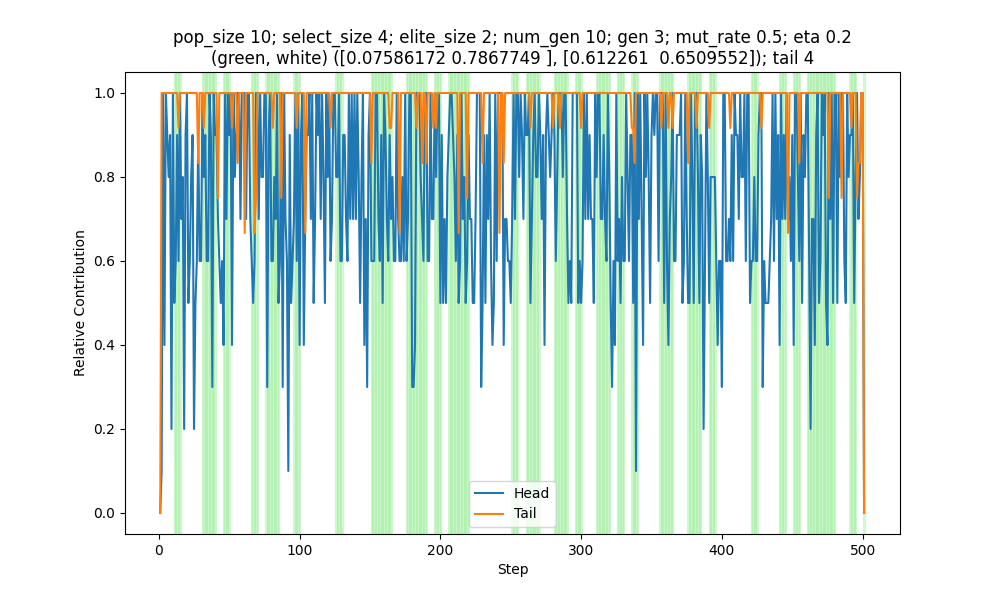 pop_size 10; select_size 4; elite_size 2; num_gen 10; gen 3; mut_rate 0.5; eta 0.2
(green, white) ([0.07586172 0.7867749 ], [0.612261  0.6509552]); tail 4
Relative Contribution
1.0
0.8
0.6
0.4
0.2
0.0
Head
Tail
0 100 200 300 400 500
Step